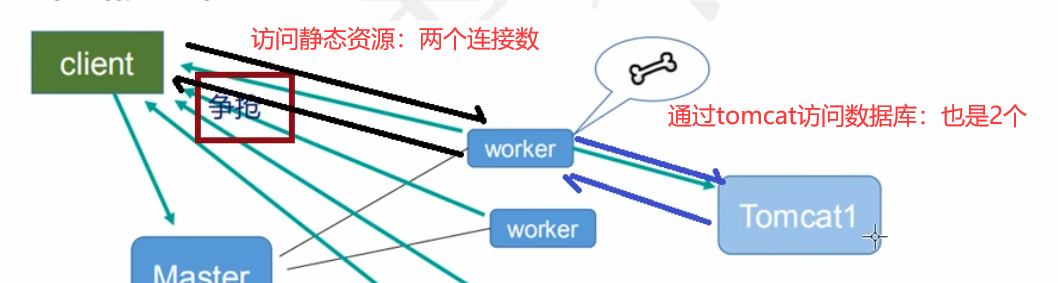 访问静态资源：两个连接数
client
争抢
通过tomcat访问数据库：也是2个
worker
Tomcat1
worker
Master